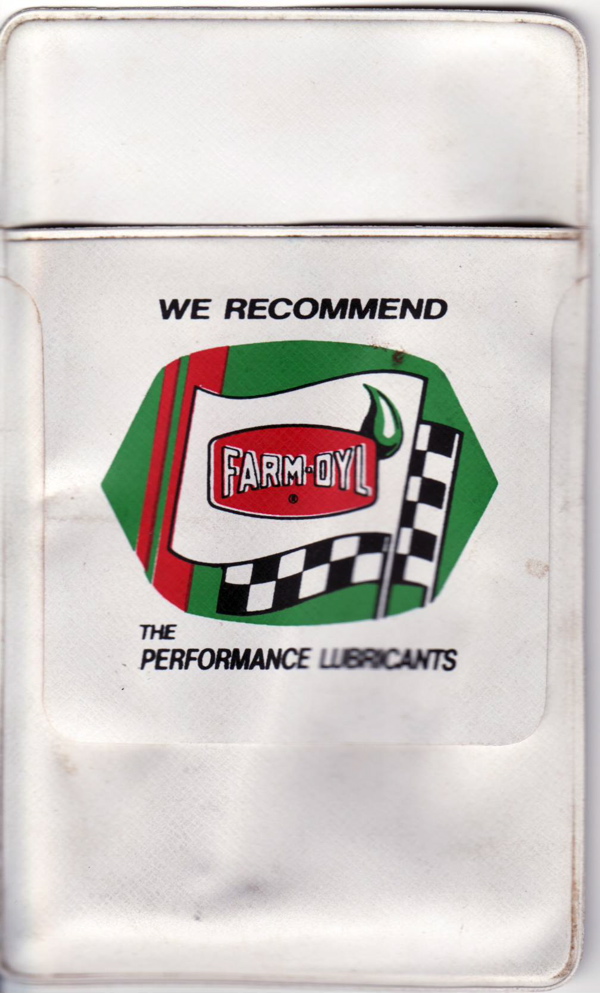 WE RECOMMEND
FARM-OYL
®
THE
PERFORMANCE LUBRICANTS